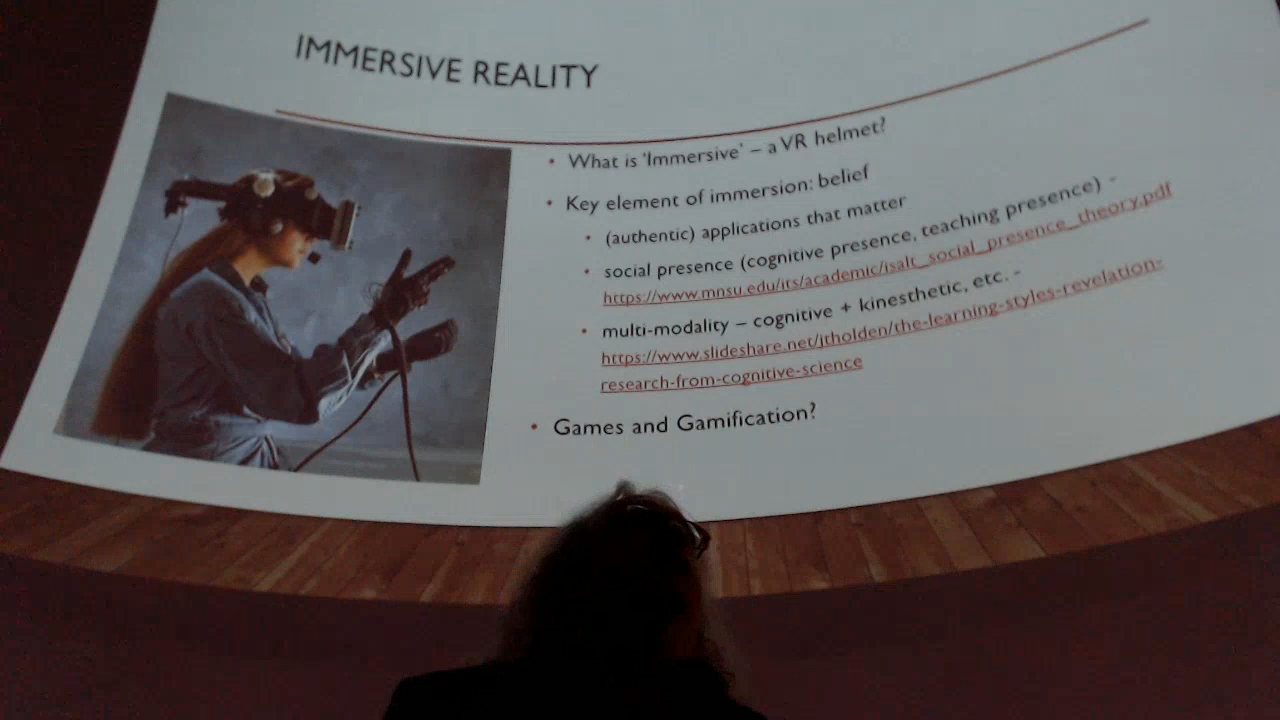 IMMERSIVE REALITY
• What is 'Immersive' – a VR helmet?
• Key element of immersion: belief
• (authentic) applications that matter
• social presence (cognitive presence, teaching presence) -
https://www.mnsu.edu/its/academic/isalt_social_presence_theory.pdf
• multi-modality – cognitive + kinesthetic, etc. -
https://www.slideshare.net/jtholden/the-learning-styles-revelation-
research-from-cognitive-science
• Games and Gamification?